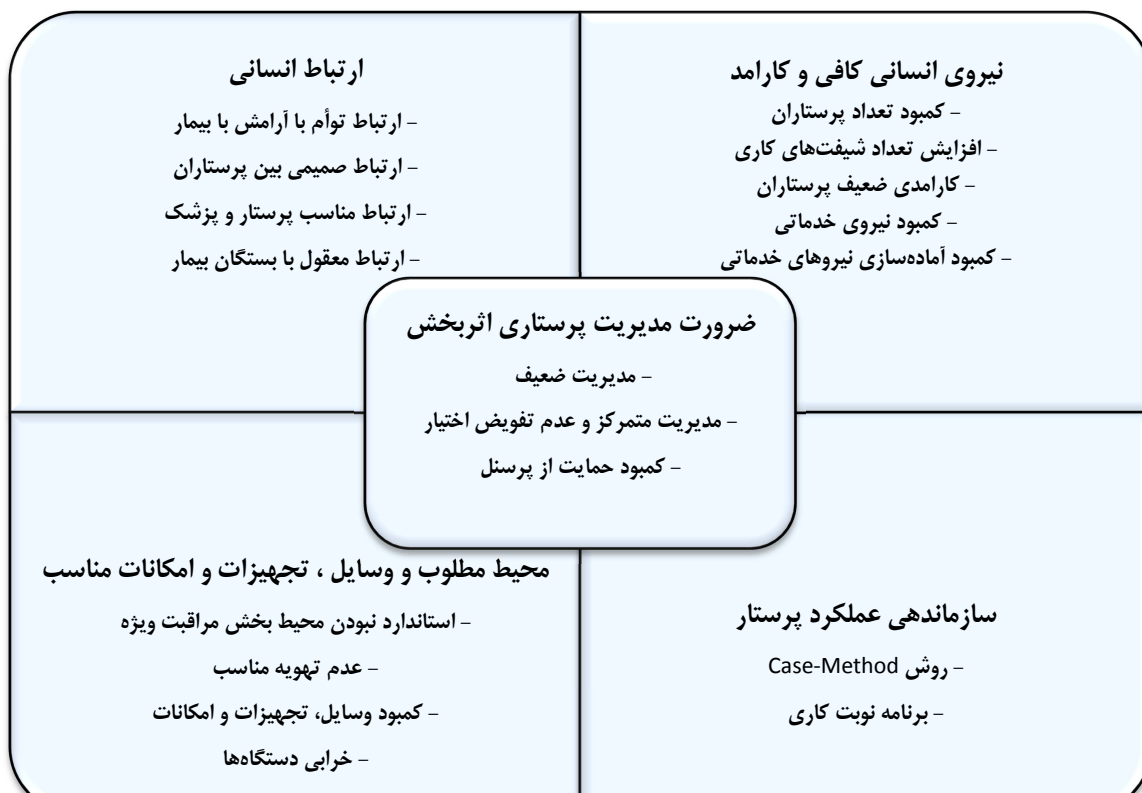 نیروی انسانی کافی و کارامد
- کمبود تعداد پرستاران
- افزایش تعداد شیفت‌های کاری
- کارامدی ضعیف پرستاران
- کمبود نیروی خدماتی
- کمبود آماده‌سازی نیروهای خدماتی
ارتباط انسانی
- ارتباط توأم با آرامش با بیمار
- ارتباط صمیمی بین پرستاران
- ارتباط مناسب پرستار و پزشک
- ارتباط معقول با بستگان بیمار
ضرورت مدیریت پرستاری اثربخش
- مدیریت ضعیف
- مدیریت متمرکز و عدم تفویض اختیار
- کمبود حمایت از پرسنل
سازماندهی عملکرد پرستار
- روش Case-Method
- برنامه نوبت کاری
محیط مطلوب و وسایل ، تجهیزات و امکانات مناسب
- استاندارد نبودن محیط بخش مراقبت ویژه
- عدم تهویه مناسب
- کمبود وسایل، تجهیزات و امکانات
- خرابی دستگاه‌ها